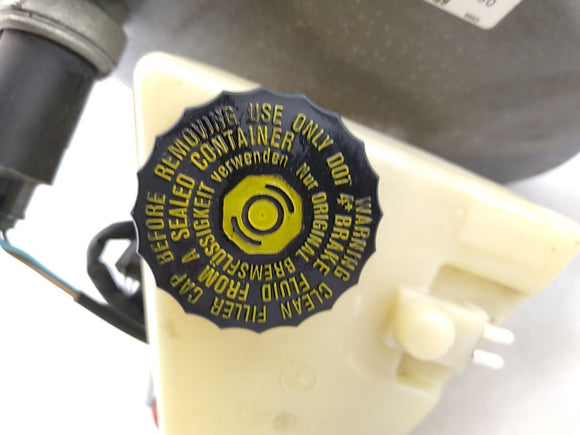 WARNING CLEAN FILLER CAP BEFORE REMOVING USE ONLY DOT 4+
BRAKE FLUID FROM A SEALED CONTAINER
Nur ORIGINAL BREMSFLÜSSIGKEIT verwenden